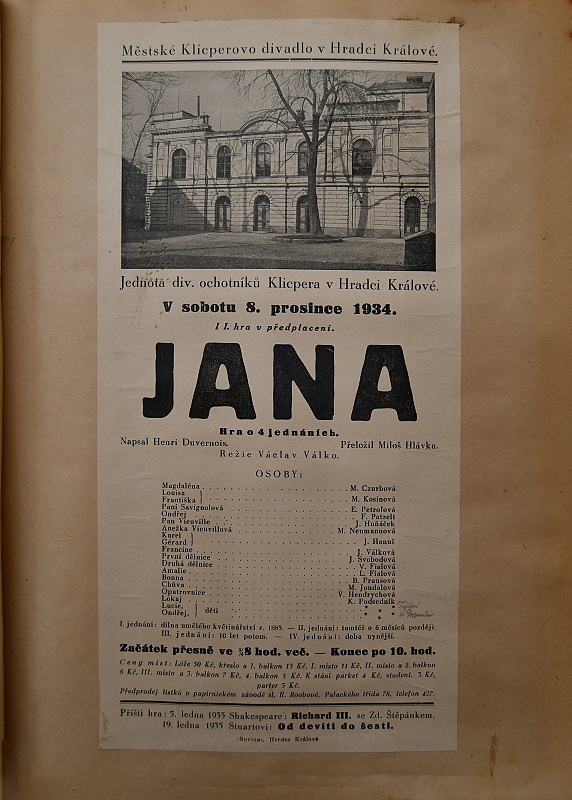 Městské Klicperovo divadlo v Hradci Králové.
Jednota div. ochotníků Klicpera v Hradci Králové.
V sobotu 8. prosince 1934.
II. hra v předplacení.
JANA
Hra o 4 jednáních.
Napsal Henri Duvernois. Přeložil Miloš Hlávka.
Režie Václav Válko.
OSOBY:
Magdaléna M. Czurbová
Louisa
Františka M. Kosinová
Paní Savignolová E. Petrofová
Ondřej F. Patzelt
Pan Vieuville J. Huňáček
Anežka Vieuvillová M. Neumannová
Karel
Gérard J. Hanuš
Francine J. Válková
První dělnice J. Svobodová
Druhá dělnice V. Fialová
Amalie L. Fialová
Bonna B. Prausová
Chůva M. Joudalová
Opatrovnice V. Hendrychová
Lokaj K. Podsedník
Lucie,
Ondřej, děti
I. jednání: dílna umělého květinářství r. 1885. — II. jednání: tamtéž o 6 měsíců později.
III. jednání: 10 let potom. — IV. jednání: doba nynější.
Začátek přesně ve ¾8 hod. več. — Konec po 10. hod.
Ceny míst: Lóže 50 Kč, křeslo a 1. balkon 13 Kč, I. místo 11 Kč, II. místo a 2. balkon
8 Kč, III. místo a 3. balkon 7 Kč, 4. balkon 3 Kč. K stání parket 4 Kč, student. 3 Kč,
parter 3 Kč.
Předprodej lístků v papírnickém závodě sl. R. Roobové, Palackého třída 78, telefon 427.
Příští hra: 5. ledna 1935 Shakespeare: Richard III. se Zd. Štěpánkem.
19. ledna 1935 Stuartovi: Od devíti do šesti.
«Novina», Hradec Králové